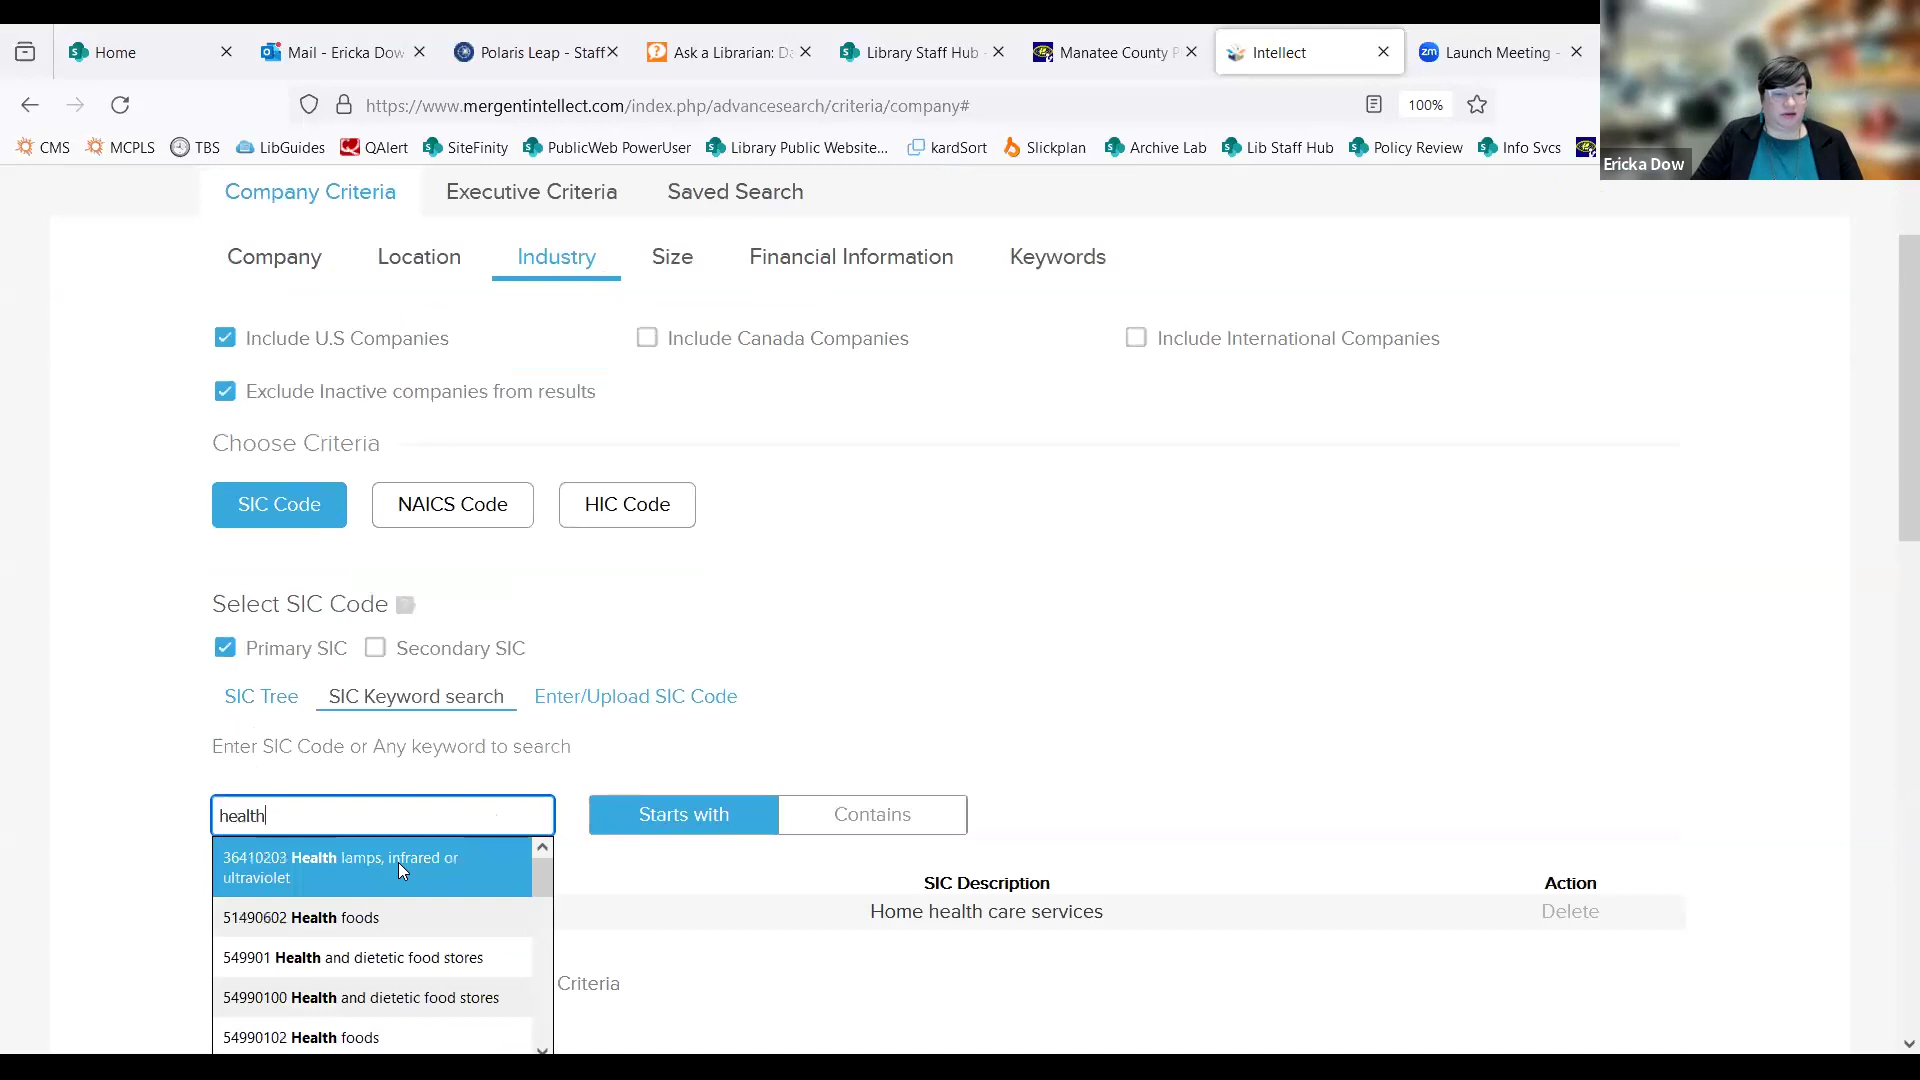 Home
Mail - Ericka Dow
Polaris Leap - Staff
Ask a Librarian: Da
Library Staff Hub -
Manatee County P
Intellect
zm Launch Meeting -
https://www.mergentintellect.com/index.php/advancesearch/criteria/company#
100%
CMS
MCPLS
TBS
LibGuides
QAlert
SiteFinity
PublicWeb PowerUser
Library Public Website...
kardSort
Slickplan
Archive Lab
Lib Staff Hub
Policy Review
Info Svcs
Ericka Dow
Company Criteria
Executive Criteria
Saved Search
Company
Location
Industry
Size
Financial Information
Keywords
Include U.S Companies
Include Canada Companies
Include International Companies
Exclude Inactive companies from results
Choose Criteria
SIC Code
NAICS Code
HIC Code
Select SIC Code
Primary SIC
Secondary SIC
SIC Tree
SIC Keyword search
Enter/Upload SIC Code
Enter SIC Code or Any keyword to search
health
Starts with
Contains
36410203 Health lamps, infrared or
ultraviolet
51490602 Health foods
549901 Health and dietetic food stores
54990100 Health and dietetic food stores
54990102 Health foods
SIC Description
Action
Home health care services
Delete
Criteria